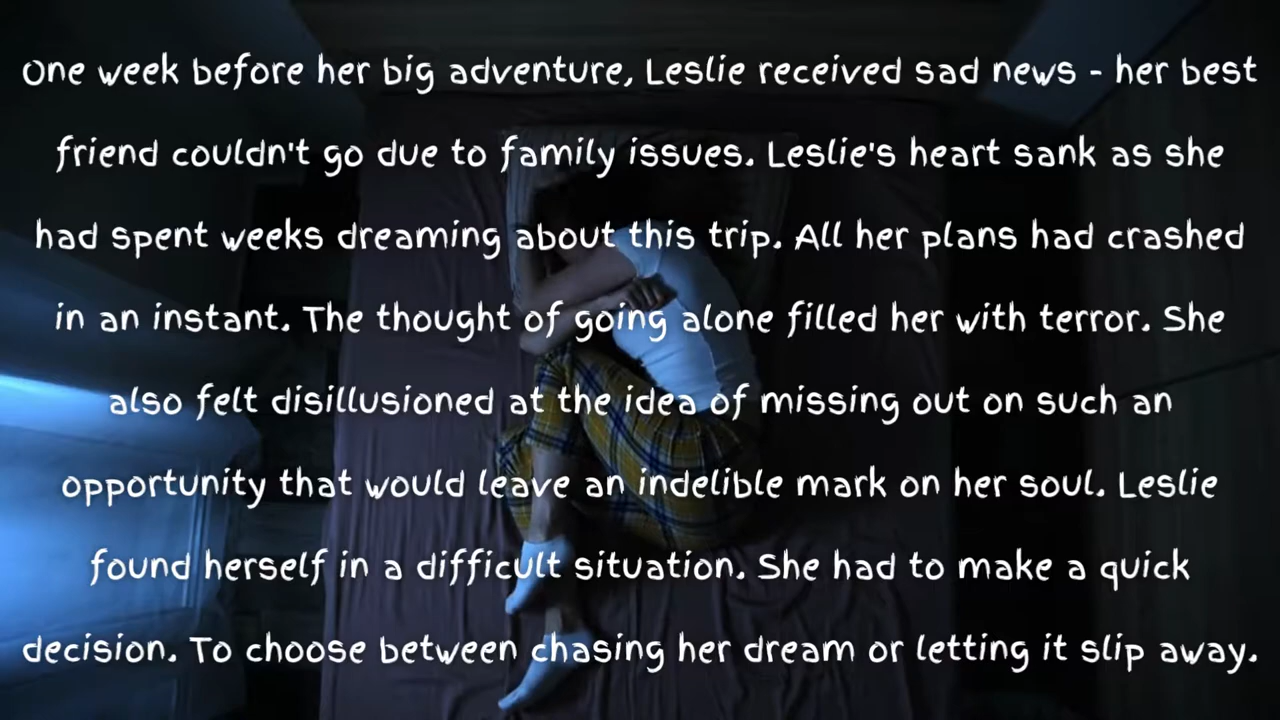 One week before her big adventure, Leslie received sad news - her best
friend couldn't go due to family issues. Leslie's heart sank as she
had spent weeks dreaming about this trip. All her plans had crashed
in an instant. The thought of going alone filled her with terror. She
also felt disillusioned at the idea of missing out on such an
opportunity that would leave an indelible mark on her soul. Leslie
found herself in a difficult situation. She had to make a quick
decision. To choose between chasing her dream or letting it slip away.